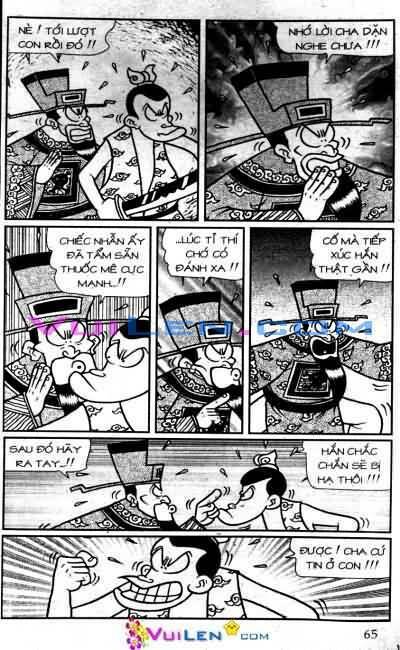 NÈ ! TỚI LƯỢT
CON RỒI ĐÓ !!
NHỚ LỜI CHA DẶN
NGHE CHƯA !!!
CHIẾC NHẪN ẤY
ĐÃ TẨM SẴN
THUỐC MÊ CỰC
MẠNH..!!
..LÚC TỈ THÍ
CHỚ CÓ
ĐÁNH XA !!
CỐ MÀ TIẾP
XÚC HẮN
THẬT GẦN !!
VuiLen.com
SAU ĐÓ HÃY
RA TAY..!!
HẮN CHẮC
CHẮN SẼ BỊ
HẠ THÔI !!!
ĐƯỢC ! CHA CỨ
TIN Ở CON !!!
65
VuiLen.com